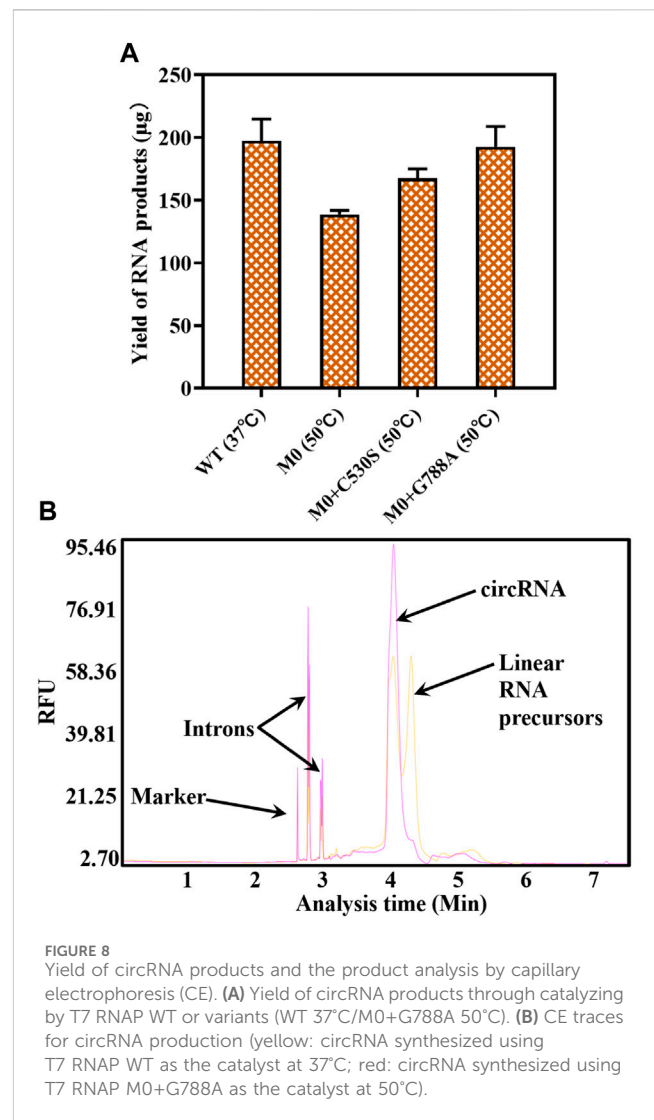 A
Yield of RNA products (μg)
250
200
150
100
50
0
WT (37℃)
M0 (50℃)
M0+C530S (50℃)
M0+G788A (50℃)
B
RFU
95.46
76.91
58.36
39.81
21.25
2.70
circRNA
Linear
RNA
precursors
Introns
Marker
1 2 3 4 5 6 7
Analysis time (Min)
FIGURE 8
Yield of circRNA products and the product analysis by capillary
electrophoresis (CE). (A) Yield of circRNA products through catalyzing
by T7 RNAP WT or variants (WT 37°C/M0+G788A 50°C). (B) CE traces
for circRNA production (yellow: circRNA synthesized using
T7 RNAP WT as the catalyst at 37°C; red: circRNA synthesized using
T7 RNAP M0+G788A as the catalyst at 50°C).